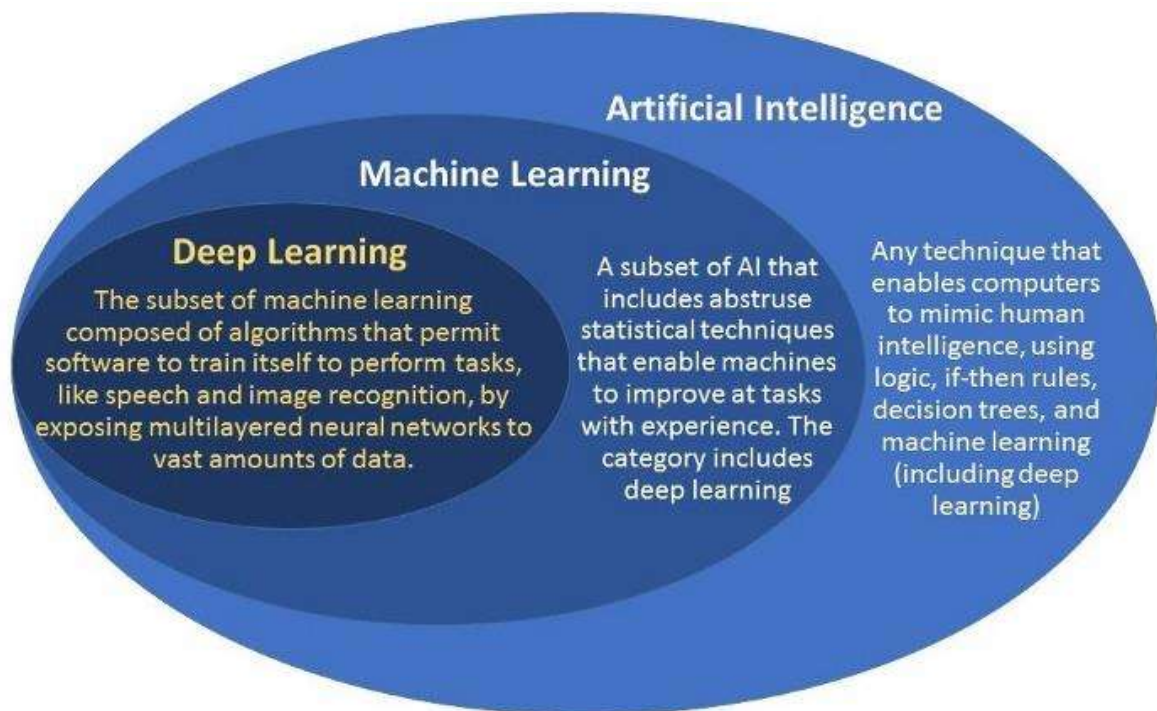 Artificial Intelligence
Machine Learning
Deep Learning
The subset of machine learning
composed of algorithms that permit
software to train itself to perform tasks,
like speech and image recognition, by
exposing multilayered neural networks to
vast amounts of data.
A subset of AI that
includes abstruse
statistical techniques
that enable machines
to improve at tasks
with experience. The
category includes
deep learning
Any technique that
enables computers
to mimic human
intelligence, using
logic, if-then rules,
decision trees, and
machine learning
(including deep
learning)